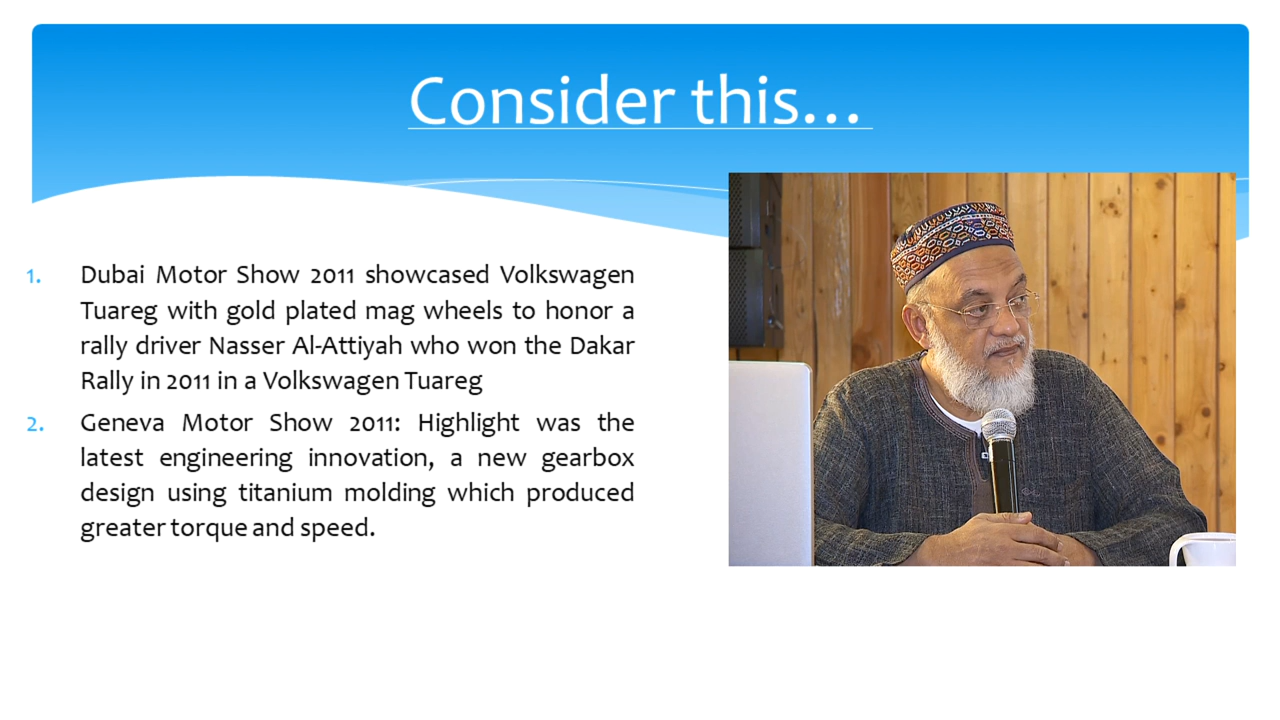 Consider this...
1. Dubai Motor Show 2011 showcased Volkswagen
Tuareg with gold plated mag wheels to honor a
rally driver Nasser Al-Attiyah who won the Dakar
Rally in 2011 in a Volkswagen Tuareg
2. Geneva Motor Show 2011: Highlight was the
latest engineering innovation, a new gearbox
design using titanium molding which produced
greater torque and speed.